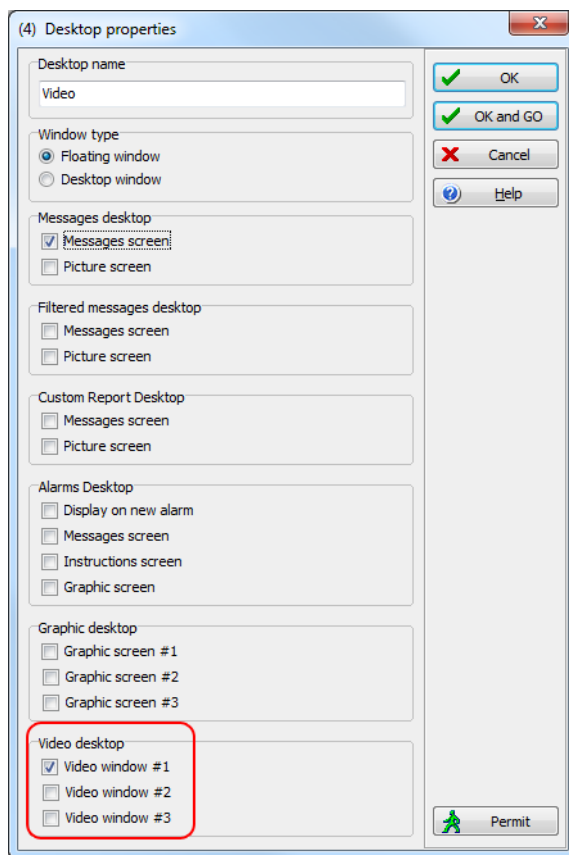 (4) Desktop properties
Desktop name
Video
Window type
Floating window
Desktop window
Messages desktop
Messages screen
Picture screen
Filtered messages desktop
Messages screen
Picture screen
Custom Report Desktop
Messages screen
Picture screen
Alarms Desktop
Display on new alarm
Messages screen
Instructions screen
Graphic screen
Graphic desktop
Graphic screen #1
Graphic screen #2
Graphic screen #3
Video desktop
Video window #1
Video window #2
Video window #3
OK
OK and GO
Cancel
Help
Permit